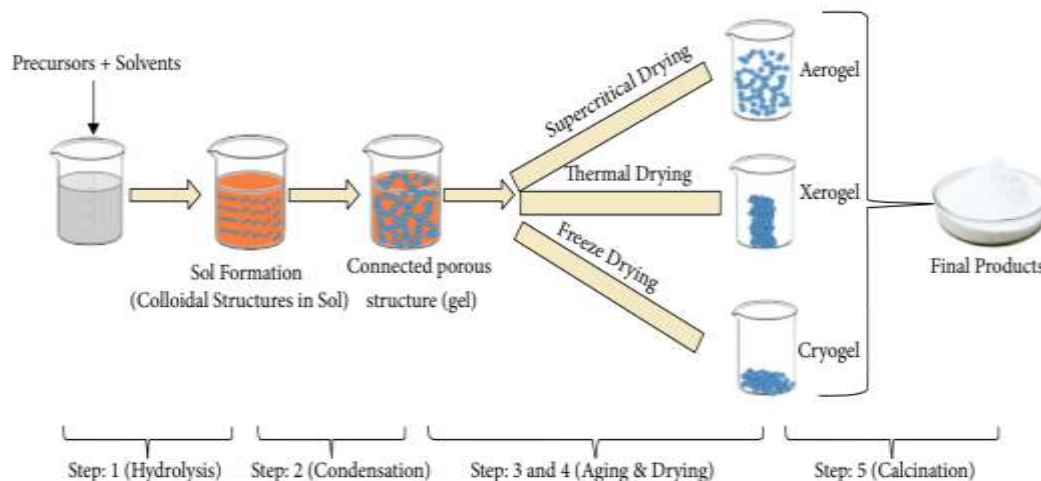 Precursors + Solvents
Sol Formation
(Colloidal Structures in Sol)
Connected porous
structure (gel)
Supercritical Drying
Thermal Drying
Freeze Drying
Aerogel
Xerogel
Cryogel
Final Products
Step: 1 (Hydrolysis)
Step: 2 (Condensation)
Step: 3 and 4 (Aging & Drying)
Step: 5 (Calcination)